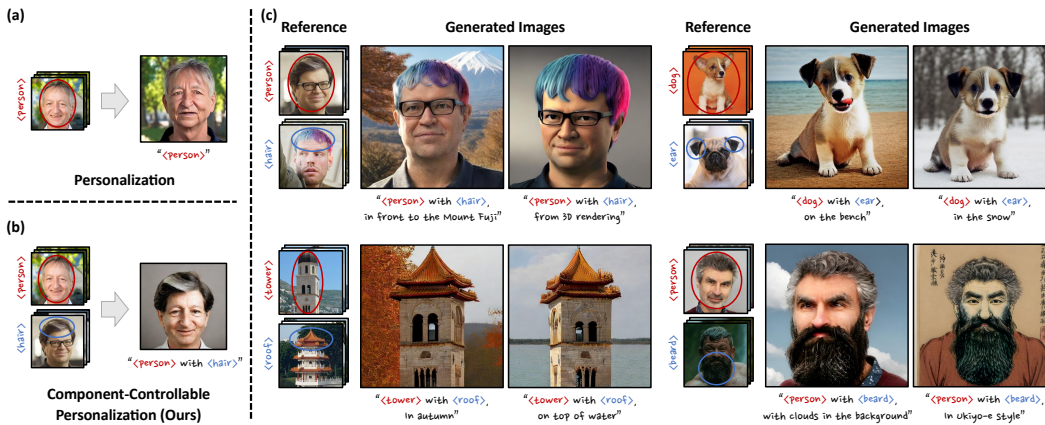 (a)
<person>
"<person>"
Personalization
(b)
<person>
<hair>
"<person> with <hair>"
Component-Controllable
Personalization (Ours)
(c)
Reference
Generated Images
<person>
<hair>
"<person> with <hair>,
in front to the Mount Fuji"
"<person> with <hair>,
from 3D rendering"
Reference
Generated Images
<dog>
<ear>
"<dog> with <ear>,
on the bench"
"<dog> with <ear>,
in the snow"
<tower>
<roof>
"<tower> with <roof>,
In autumn"
"<tower> with <roof>,
on top of water"
<person>
<beard>
"<person> with <beard>,
with clouds in the background"
"<person> with <beard>,
In Ukiyo-e style"